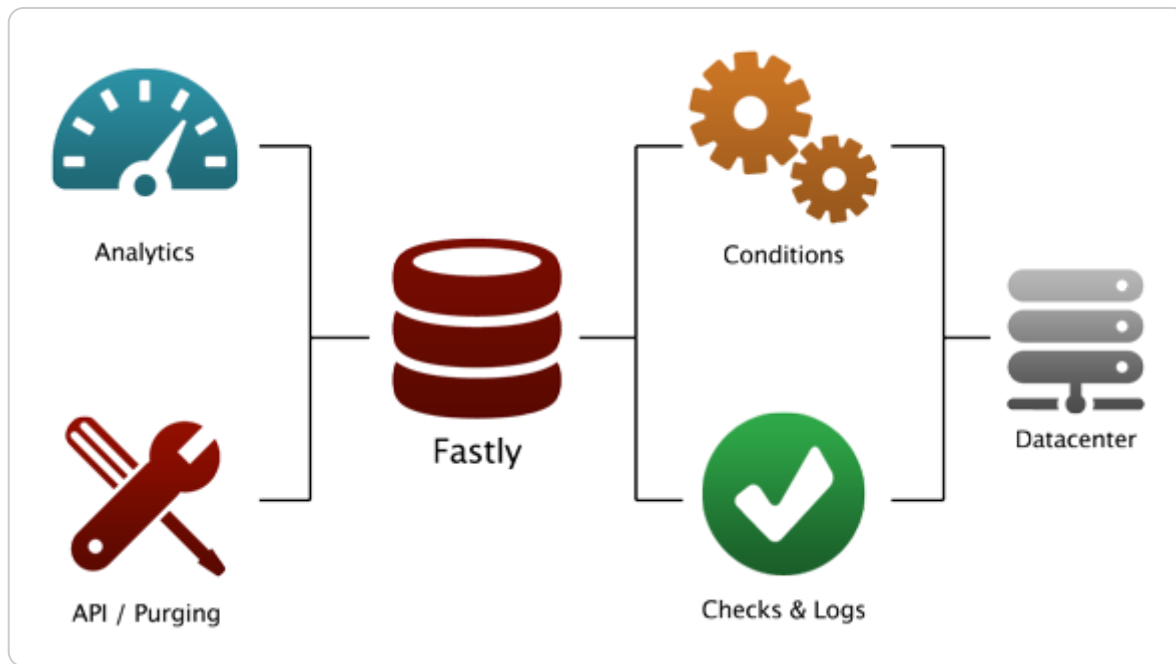 Analytics
Conditions
Fastly
Datacenter
API / Purging
Checks & Logs